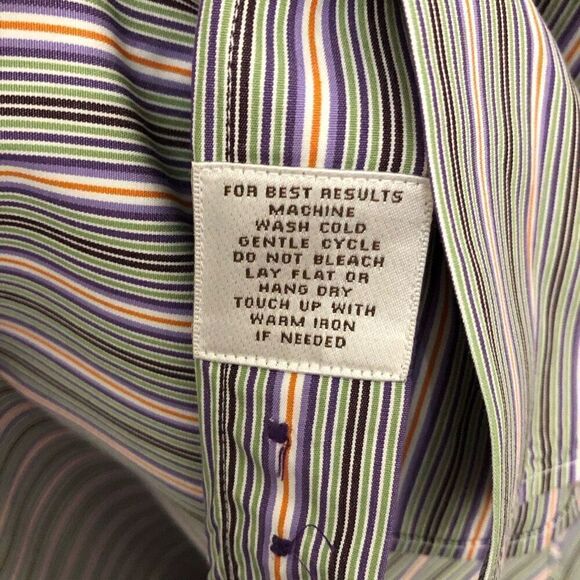 FOR BEST RESULTS
MACHINE
WASH COLD
GENTLE CYCLE
DO NOT BLEACH
LAY FLAT OR
HANG DRY
TOUCH UP WITH
WARM IRON
IF NEEDED